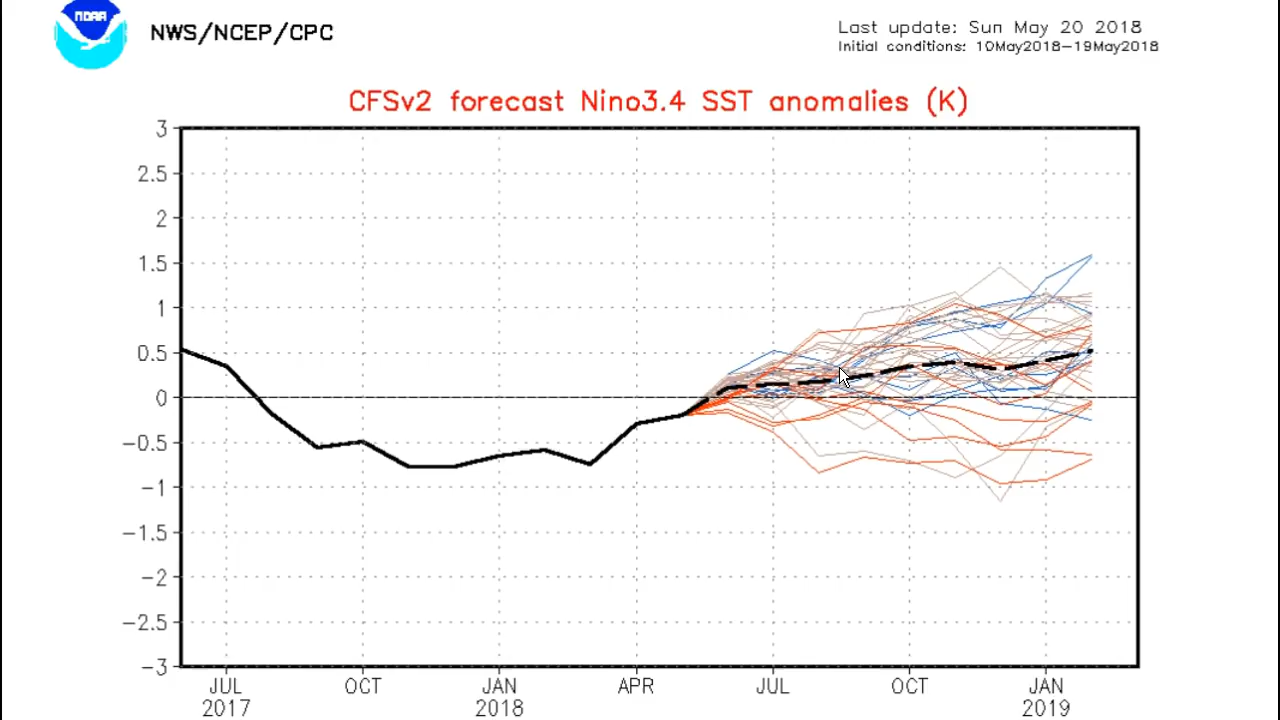 NOAA
NWS/NCEP/CPC
Last update: Sun May 20 2018
Initial conditions: 10May2018–19May2018
CFSv2 forecast Nino3.4 SST anomalies (K)
3
2.5
2
1.5
1
0.5
0
−0.5
−1
−1.5
−2
−2.5
−3
JUL OCT JAN APR JUL OCT JAN
2017 2018 2019